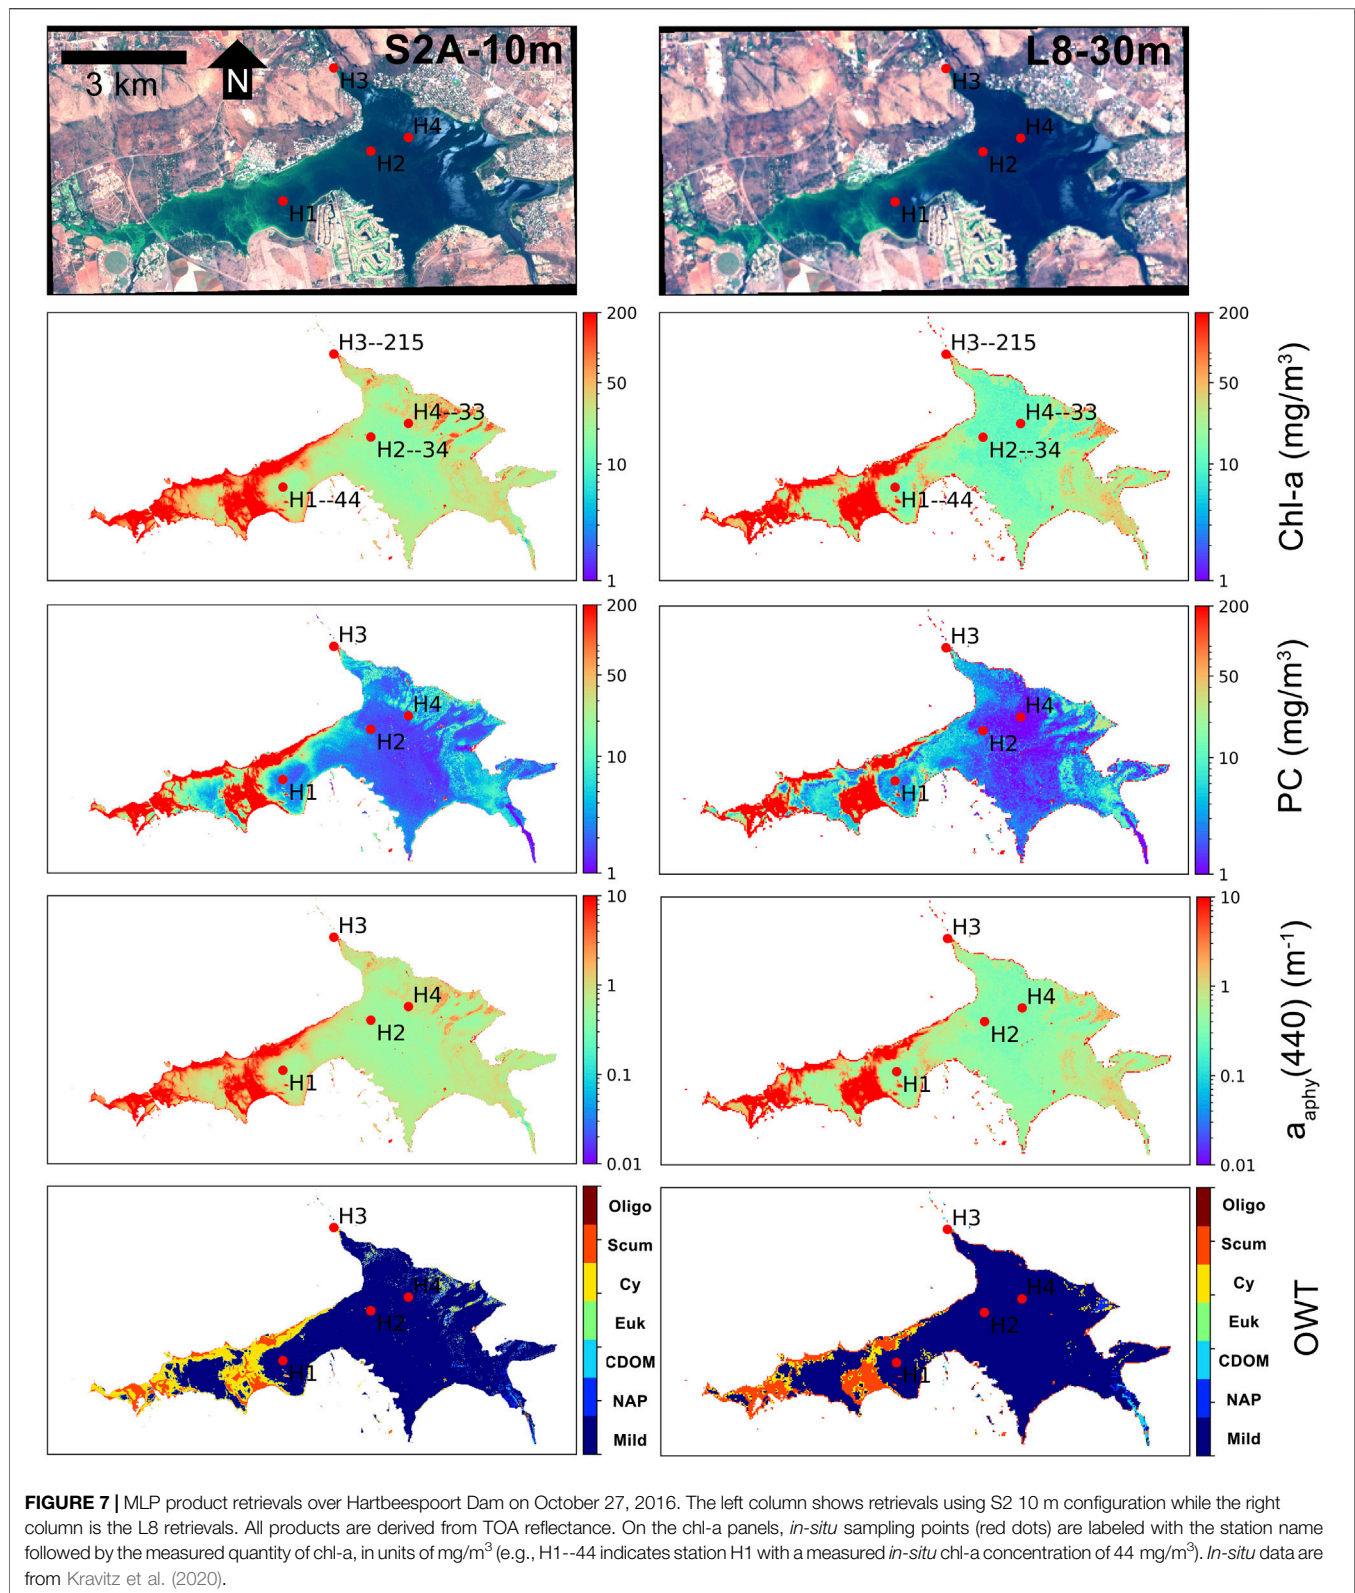 S2A-10m
3 km
N
H3
H4
H2
H1
L8-30m
H3
H4
H2
H1
H3--215
H4--33
H2--34
H1--44
200
50
10
1
H3--215
H4--33
H2--34
H1--44
200
50
10
1
Chl-a (mg/m³)
H3
H4
H2
H1
200
50
10
1
H3
H4
H2
H1
200
50
10
1
PC (mg/m³)
H3
H4
H2
H1
10
1
0.1
0.01
H3
H4
H2
H1
10
1
0.1
0.01
a_aphy(440) (m⁻¹)
H3
H4
H2
H1
Oligo
Scum
Cy
Euk
CDOM
NAP
Mild
H3
H4
H2
H1
Oligo
Scum
Cy
Euk
CDOM
NAP
Mild
OWT
FIGURE 7 | MLP product retrievals over Hartbeespoort Dam on October 27, 2016. The left column shows retrievals using S2 10 m configuration while the right
column is the L8 retrievals. All products are derived from TOA reflectance. On the chl-a panels, in-situ sampling points (red dots) are labeled with the station name
followed by the measured quantity of chl-a, in units of mg/m³ (e.g., H1--44 indicates station H1 with a measured in-situ chl-a concentration of 44 mg/m³). In-situ data are
from Kravitz et al. (2020).